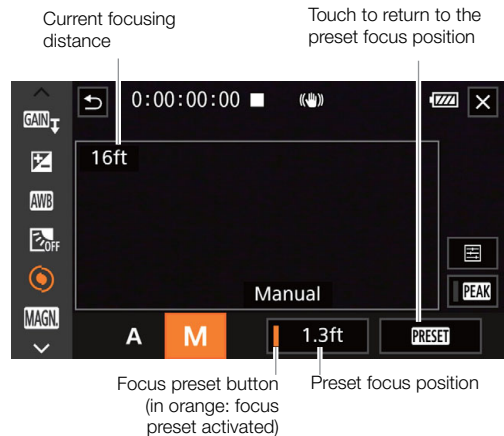 Current focusing
distance
Touch to return to the
preset focus position
0:00:00:00
GAIN
16ft
AWB
OFF
Manual
PEAK
MAGN.
A
M
1.3ft
PRESET
Focus preset button
(in orange: focus
preset activated)
Preset focus position